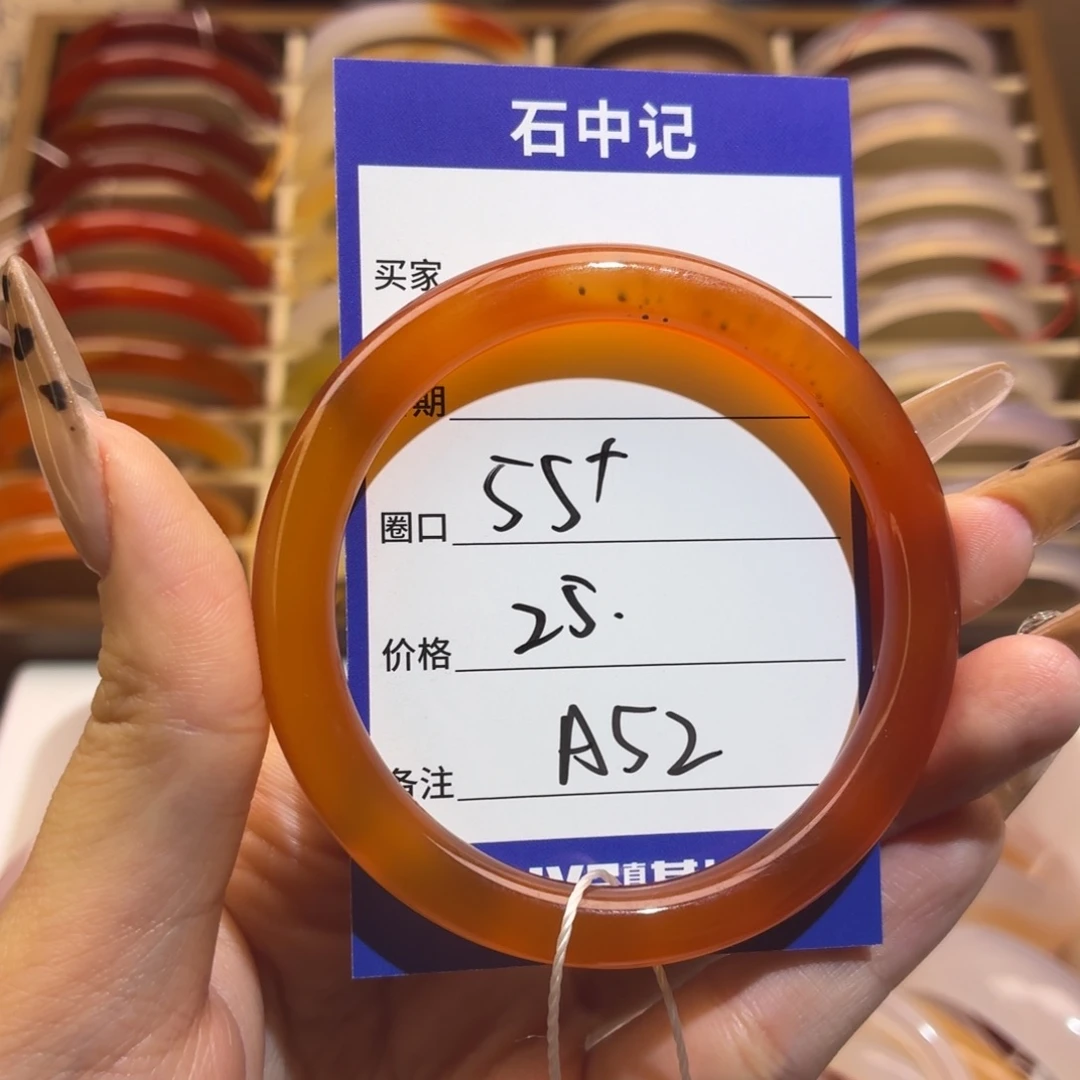 石中记
买家
期
圈口 55+
价格 25.
备注 A52